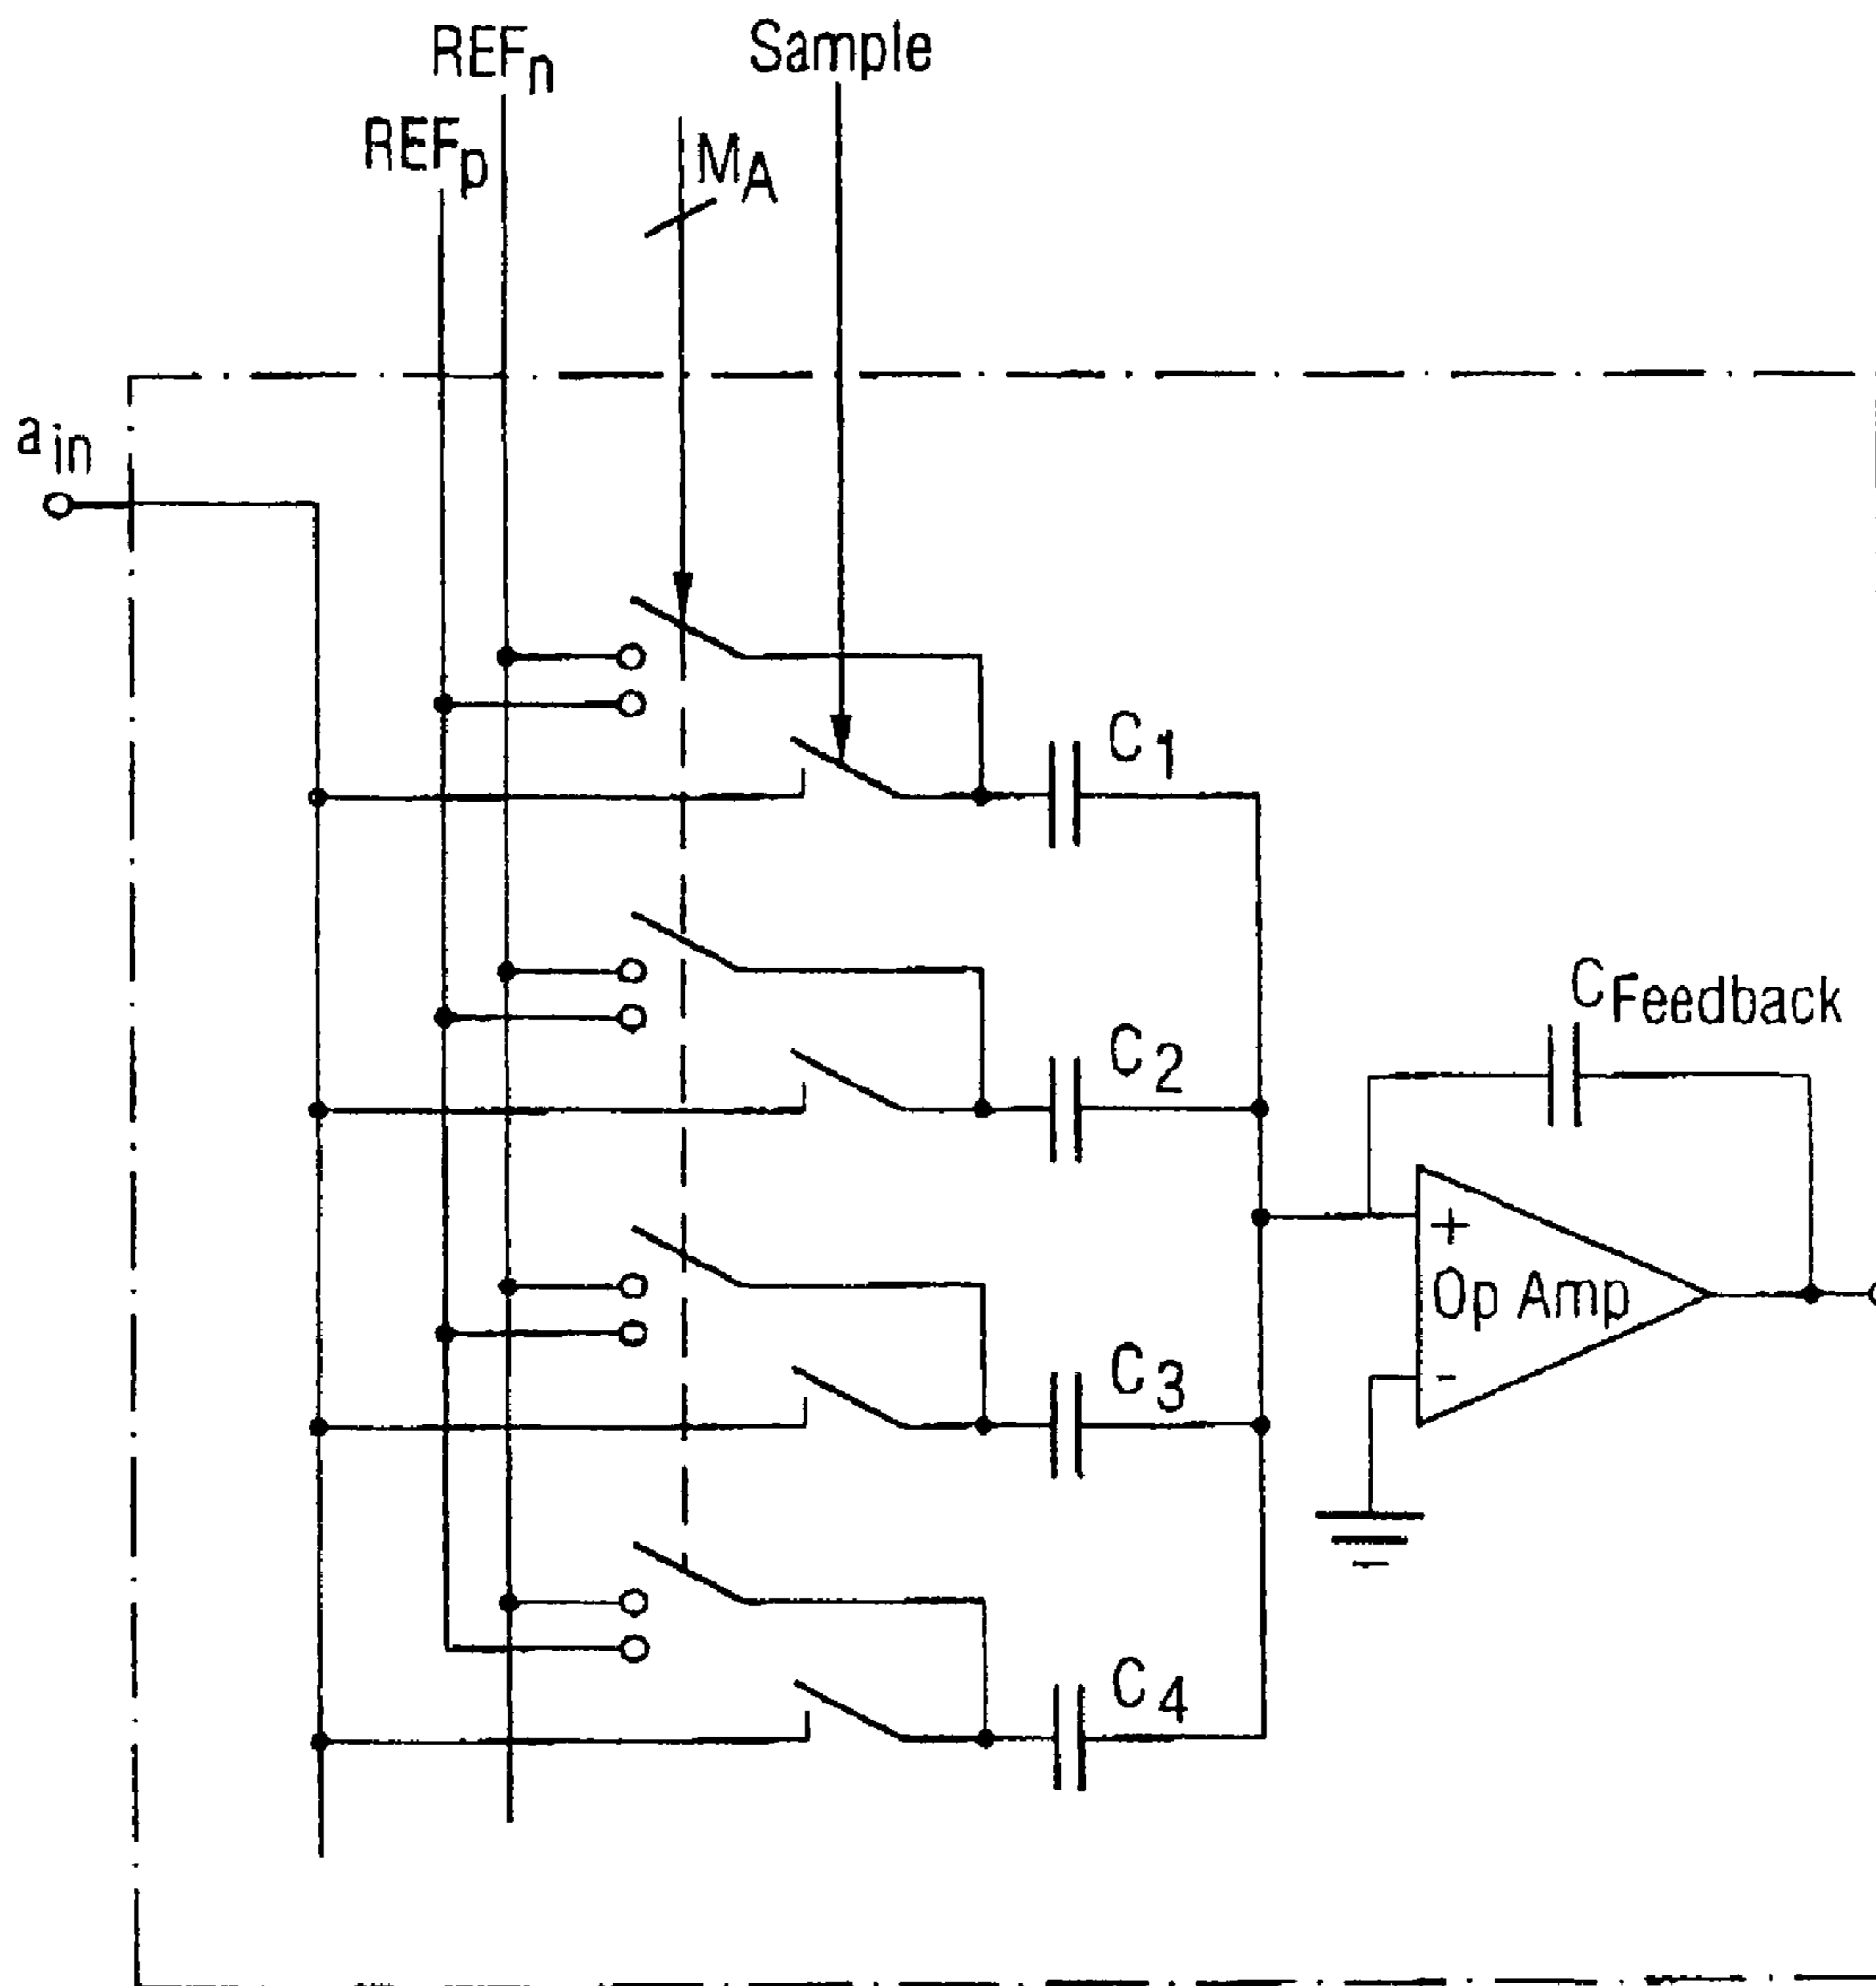 REFn
Sample
REFp
MA
ain
C1
C2
CFeedback
+
Op Amp
-
C3
C4